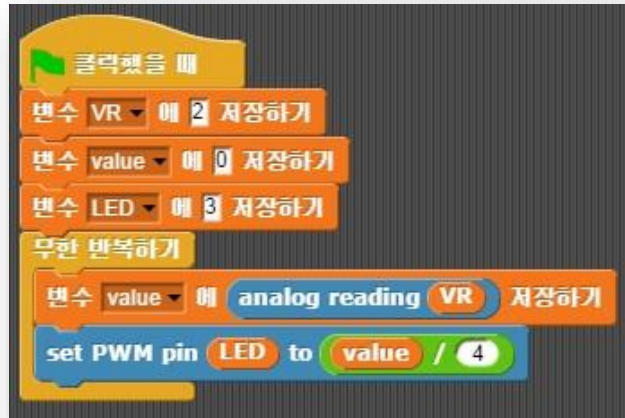 클릭했을 때
변수 VR 에 2 저장하기
변수 value 에 0 저장하기
변수 LED 에 3 저장하기
무한 반복하기
변수 value 에 analog reading VR 저장하기
set PWM pin LED to value / 4